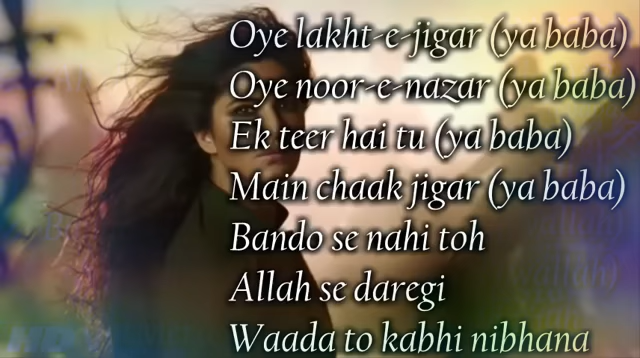 Oye lakht-e-jigar (ya baba)
Oye noor-e-nazar (ya baba)
Ek teer hai tu (ya baba)
Main chaak jigar (ya baba)
Bando se nahi toh
Allah se daregi
Waada to kabhi nibhana